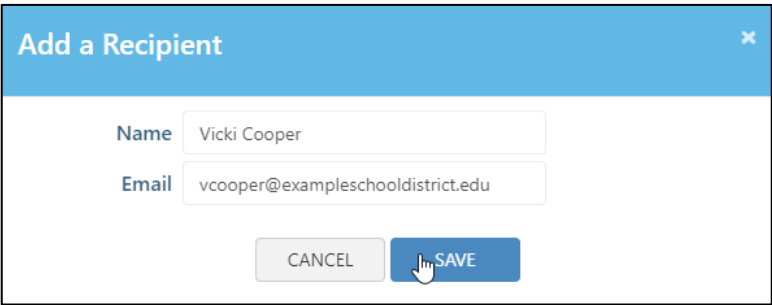 Add a Recipient ×
Name Vicki Cooper
Email vcooper@exampleschooldistrict.edu
CANCEL SAVE